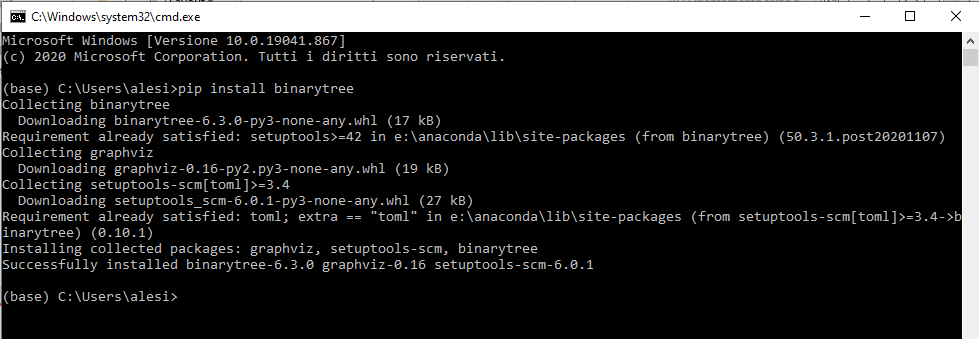 C:\Windows\system32\cmd.exe
Microsoft Windows [Versione 10.0.19041.867]
(c) 2020 Microsoft Corporation. Tutti i diritti sono riservati.
(base) C:\Users\alesi>pip install binarytree
Collecting binarytree
  Downloading binarytree-6.3.0-py3-none-any.whl (17 kB)
Requirement already satisfied: setuptools>=42 in e:\anaconda\lib\site-packages (from binarytree) (50.3.1.post20201107)
Collecting graphviz
  Downloading graphviz-0.16-py2.py3-none-any.whl (19 kB)
Collecting setuptools-scm[toml]>=3.4
  Downloading setuptools_scm-6.0.1-py3-none-any.whl (27 kB)
Requirement already satisfied: toml; extra == "toml" in e:\anaconda\lib\site-packages (from setuptools-scm[toml]>=3.4->b
inarytree) (0.10.1)
Installing collected packages: graphviz, setuptools-scm, binarytree
Successfully installed binarytree-6.3.0 graphviz-0.16 setuptools-scm-6.0.1
(base) C:\Users\alesi>